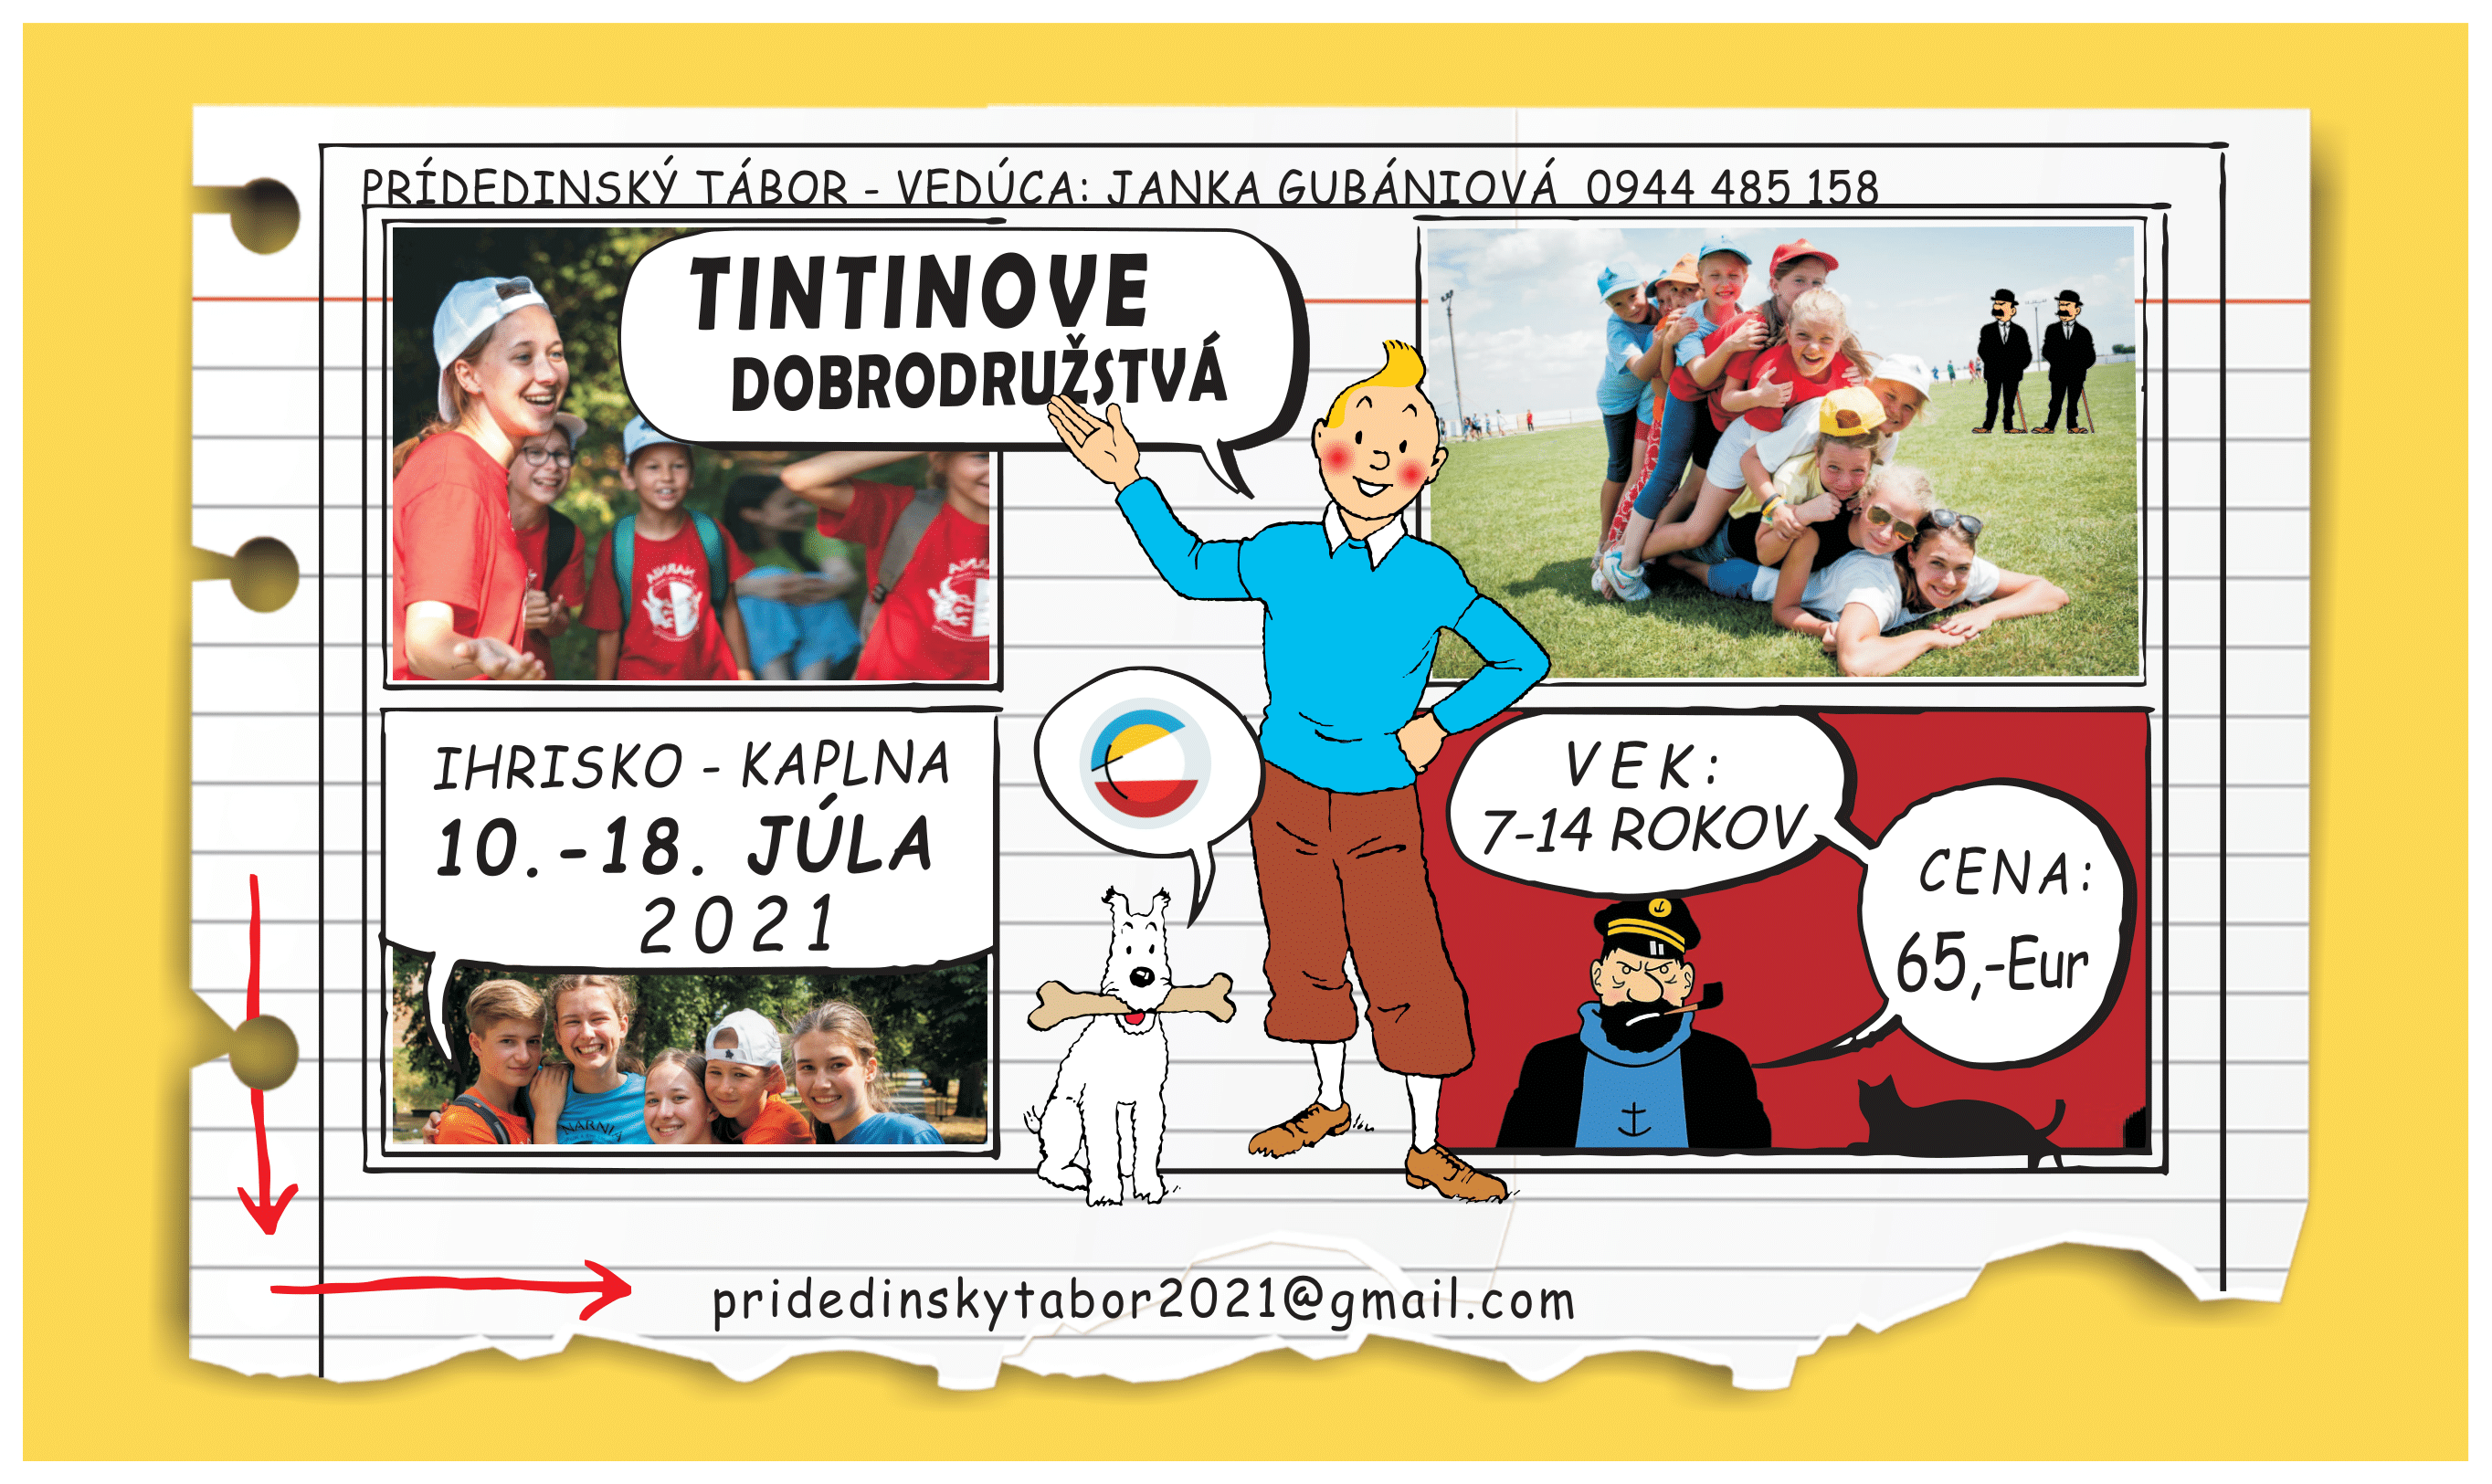 PRÍDEDINSKÝ TÁBOR - VEDÚCA: JANKA GUBÁNIOVÁ 0944 485 158
TINTINOVE
DOBRODRUŽSTVÁ
IHRISKO - KAPLNA
10.-18. JÚLA
2021
VEK:
7-14 ROKOV
CENA:
65,-Eur
NARNIA
pridedinskytabor2021@gmail.com